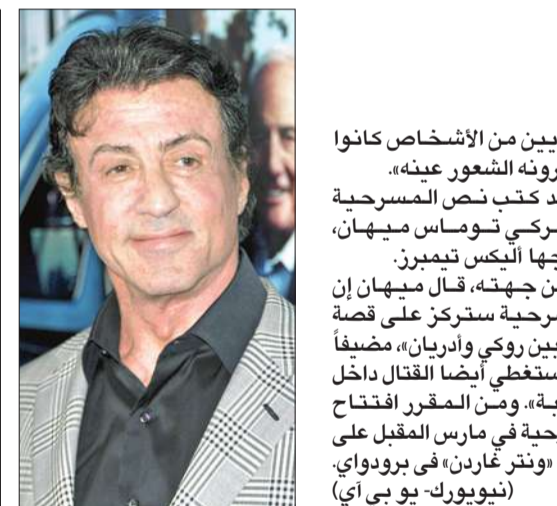 يين من الأشخاص كانوا
رونه الشعور عينه».
د كتب نص المسرحية
ركي توماس ميهان،
جها أليكس تيمبرز.
ن جهته، قال ميهان إن
رحية ستركز على قصة
بين روكي وأدريان»، مضيفاً
ستغطي أيضا القتال داخل
بة». ومن المقرر افتتاح
حية في مارس المقبل على
«ونتر غاردن» فى برودواي.
(نيويورك- يو بي آي)